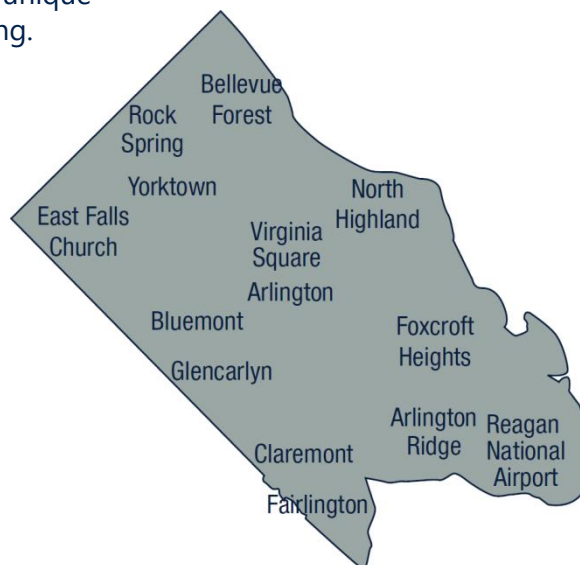 unique
ng.
Bellevue
Forest
Rock
Spring
Yorktown
North
Highland
East Falls
Church
Virginia
Square
Arlington
Bluemont
Foxcroft
Heights
Glencarlyn
Arlington
Ridge
Reagan
National
Airport
Claremont
Fairlington